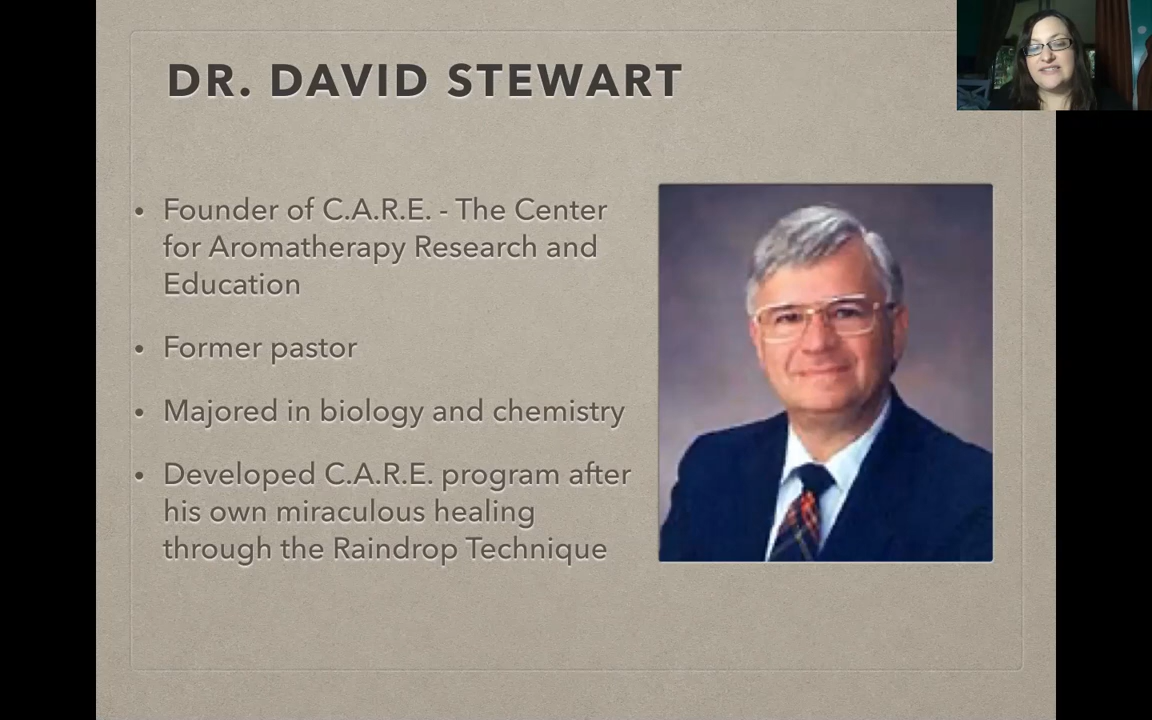 DR. DAVID STEWART
• Founder of C.A.R.E. - The Center
for Aromatherapy Research and
Education
• Former pastor
• Majored in biology and chemistry
• Developed C.A.R.E. program after
his own miraculous healing
through the Raindrop Technique